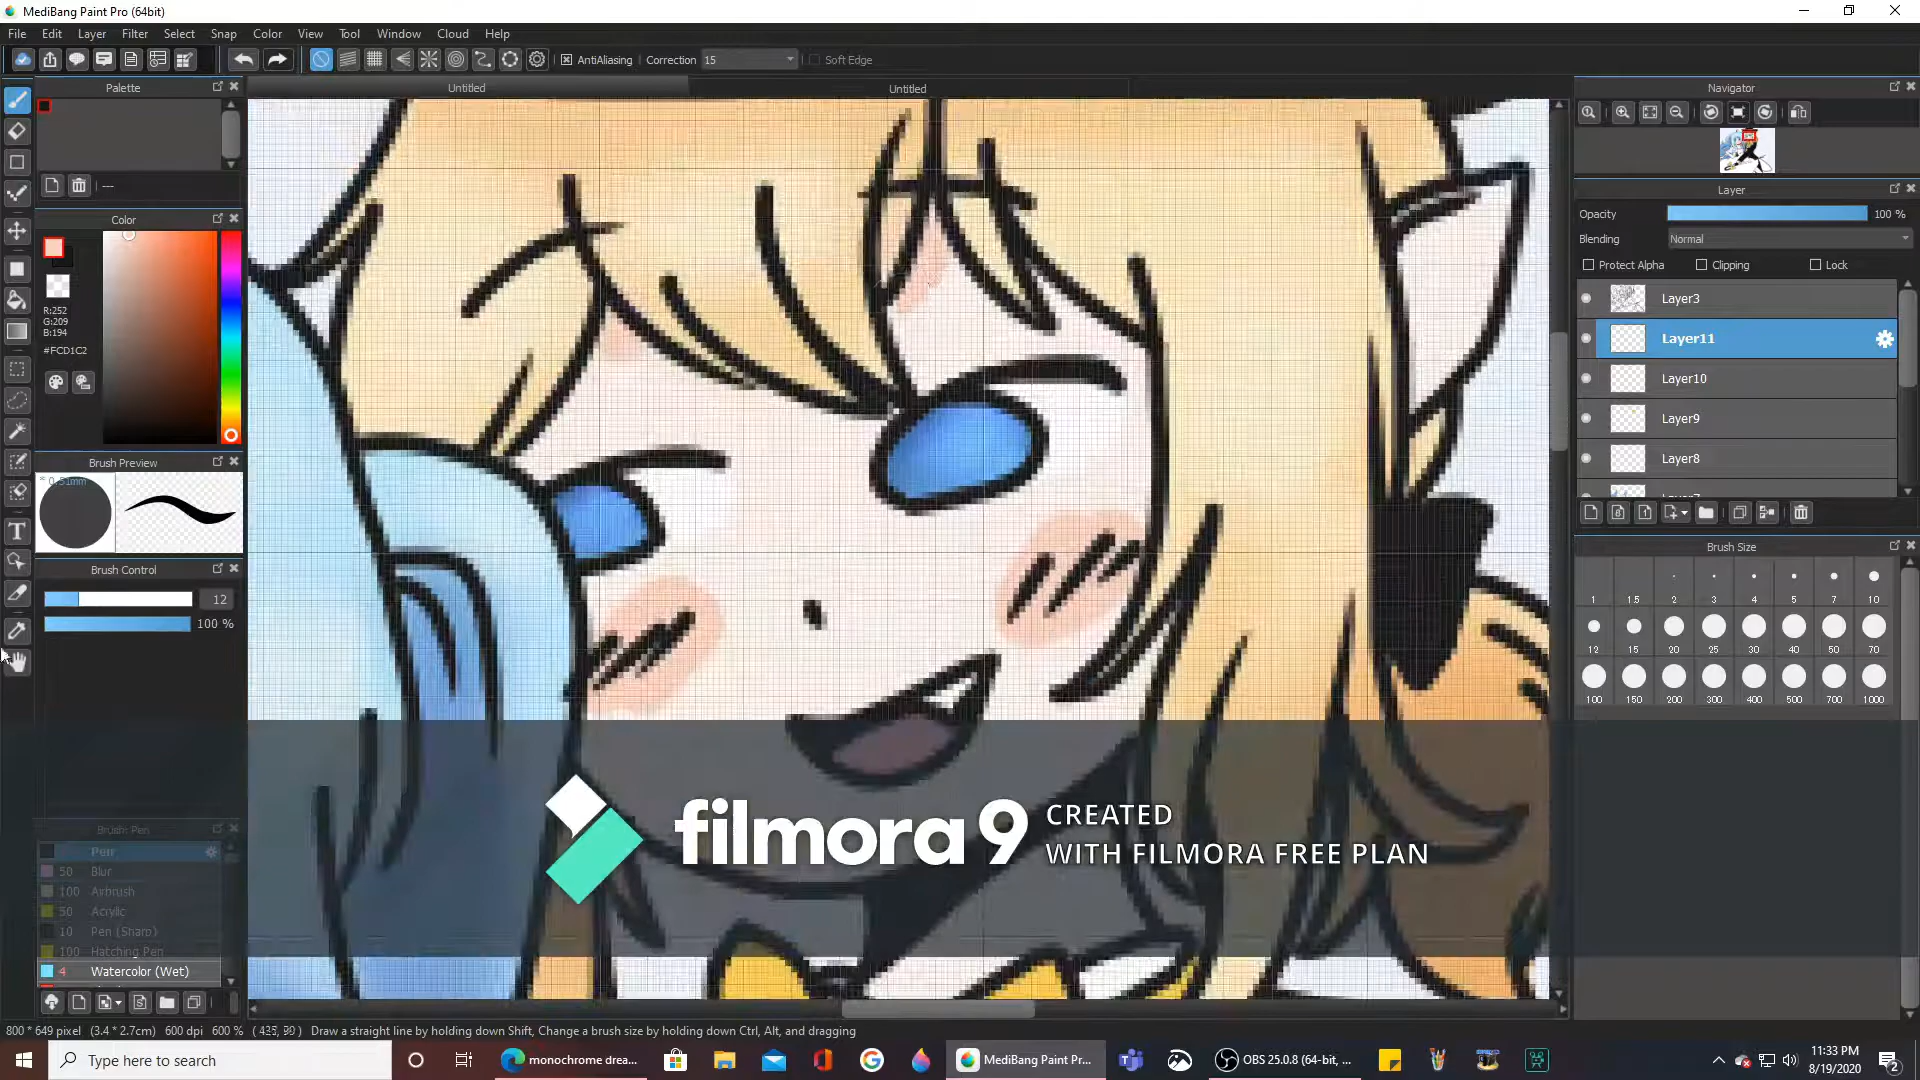 MediBang Paint Pro (64bit)
File Edit Layer Filter Select Snap Color View Tool Window Cloud Help
AntiAliasing Correction 15 Soft Edge
Palette
Untitled Untitled
Navigator
---
Color
R:252
G:209
B:194
#FCD1C2
Layer
Opacity 100 %
Blending Normal
Protect Alpha Clipping Lock
Layer3
Layer11
Layer10
Layer9
Layer8
Brush Preview
* 0.51mm
Brush Control
12
100 %
Brush Size
1 1.5 2 3 4 5 7 10
12 15 20 25 30 40 50 70
100 150 200 300 400 500 700 1000
Brush: Pen
Pen
50 Blur
100 Airbrush
50 Acrylic
10 Pen (Sharp)
100 Hatching Pen
4 Watercolor (Wet)
filmora9 CREATED
WITH FILMORA FREE PLAN
800 * 649 pixel (3.4 * 2.7cm) 600 dpi 600 % ( 435, 99 ) Draw a straight line by holding down Shift, Change a brush size by holding down Ctrl, Alt, and dragging
Type here to search
monochrome drea...
MediBang Paint Pr...
OBS 25.0.8 (64-bit, ...
11:33 PM
8/19/2020
2